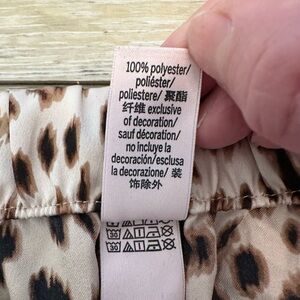 100% polyester/
poliéster/
poliestere/ 聚酯
纤维 exclusive
of decoration/
sauf décoration/
no incluye la
decoración/esclusa
la decorazione/ 装
饰除外